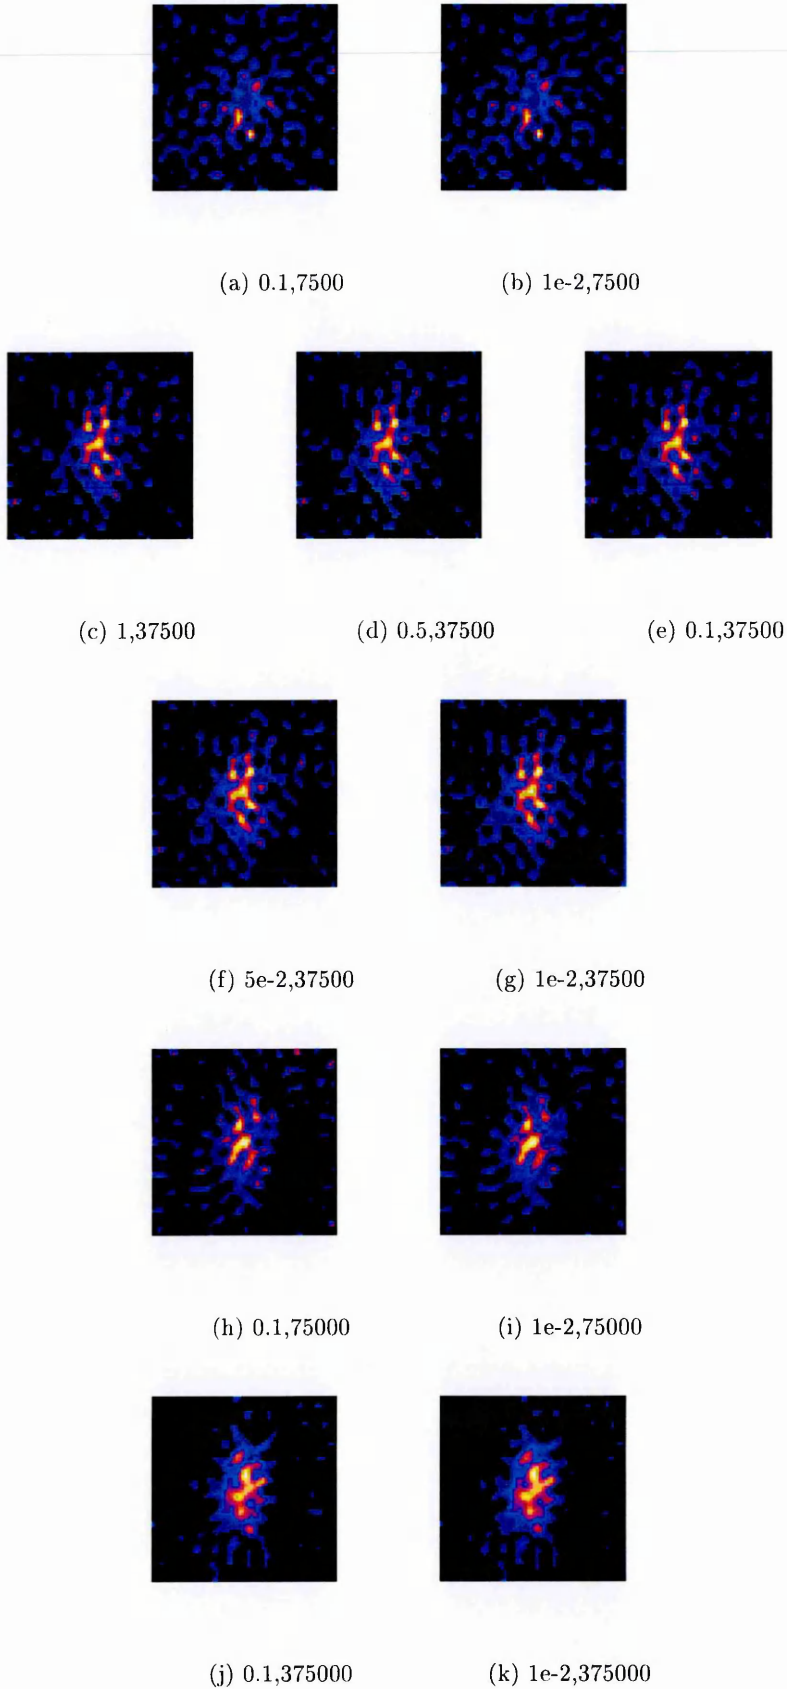 (a) 0.1,7500
(b) 1e-2,7500
(c) 1,37500
(d) 0.5,37500
(e) 0.1,37500
(f) 5e-2,37500
(g) 1e-2,37500
(h) 0.1,75000
(i) 1e-2,75000
(j) 0.1,375000
(k) 1e-2,375000